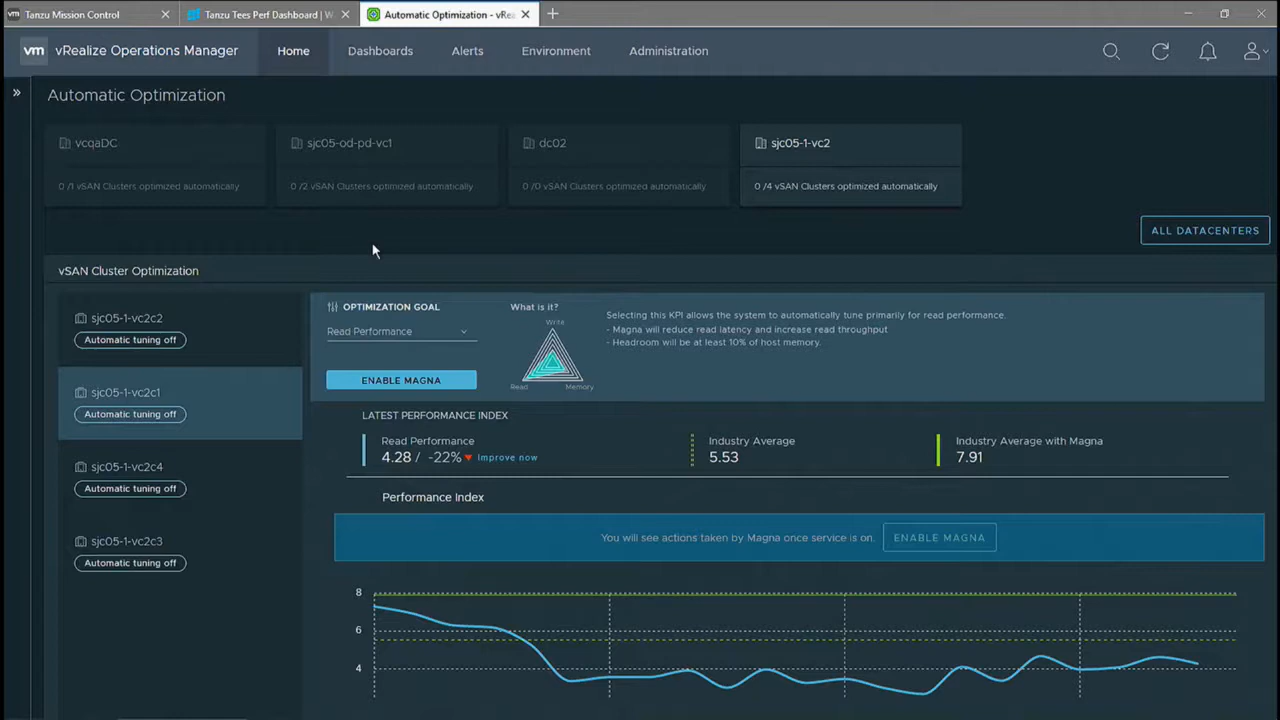 vm Tanzu Mission Control
Tanzu Tees Perf Dashboard | W
Automatic Optimization - vRea
vm vRealize Operations Manager
Home
Dashboards
Alerts
Environment
Administration
Automatic Optimization
vcqaDC
0 /1 vSAN Clusters optimized automatically
sjc05-od-pd-vc1
0 /2 vSAN Clusters optimized automatically
dc02
0 /0 vSAN Clusters optimized automatically
sjc05-1-vc2
0 /4 vSAN Clusters optimized automatically
ALL DATACENTERS
vSAN Cluster Optimization
sjc05-1-vc2c2
Automatic tuning off
sjc05-1-vc2c1
Automatic tuning off
sjc05-1-vc2c4
Automatic tuning off
sjc05-1-vc2c3
Automatic tuning off
OPTIMIZATION GOAL
Read Performance
ENABLE MAGNA
What is it?
Write
Read
Memory
Selecting this KPI allows the system to automatically tune primarily for read performance.
- Magna will reduce read latency and increase read throughput
- Headroom will be at least 10% of host memory.
LATEST PERFORMANCE INDEX
Read Performance
4.28 / -22% Improve now
Industry Average
5.53
Industry Average with Magna
7.91
Performance Index
You will see actions taken by Magna once service is on.
ENABLE MAGNA
8
6
4